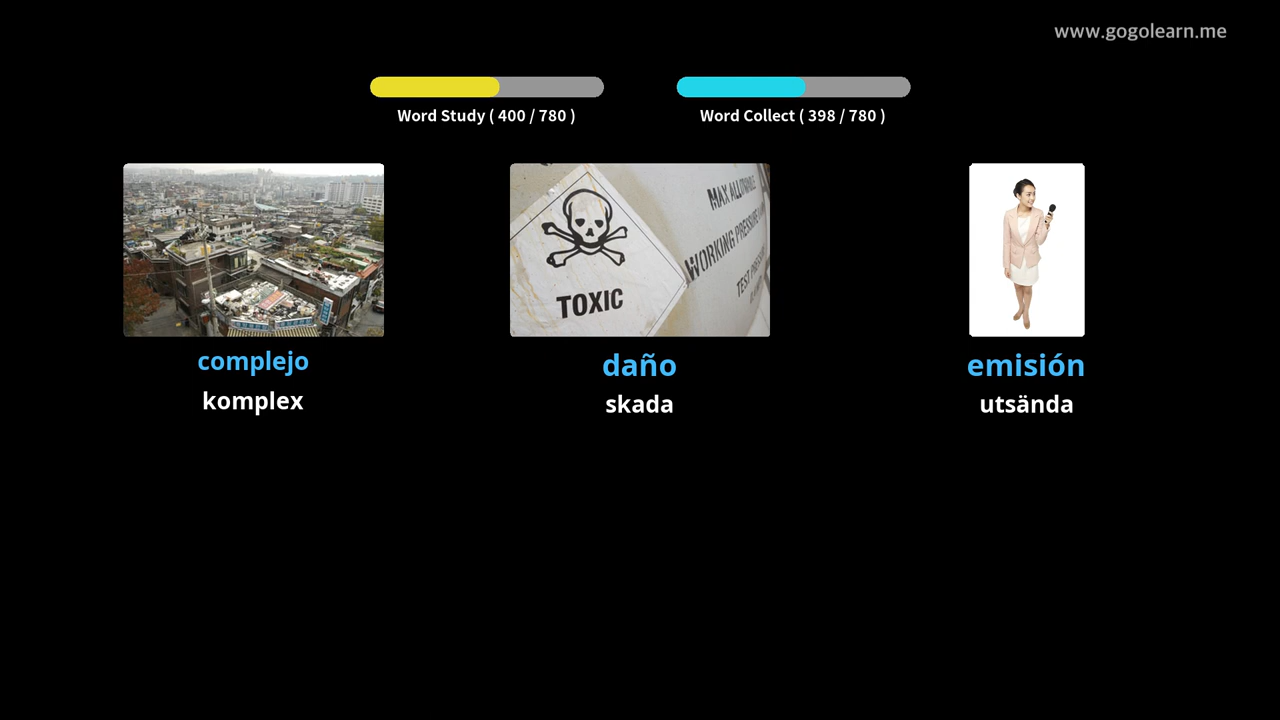 www.gogolearn.me
Word Study ( 400 / 780 )
Word Collect ( 398 / 780 )
TOXIC
MAX ALLOWABLE
WORKING PRESSURE
TEST
complejo
komplex
daño
skada
emisión
utsända